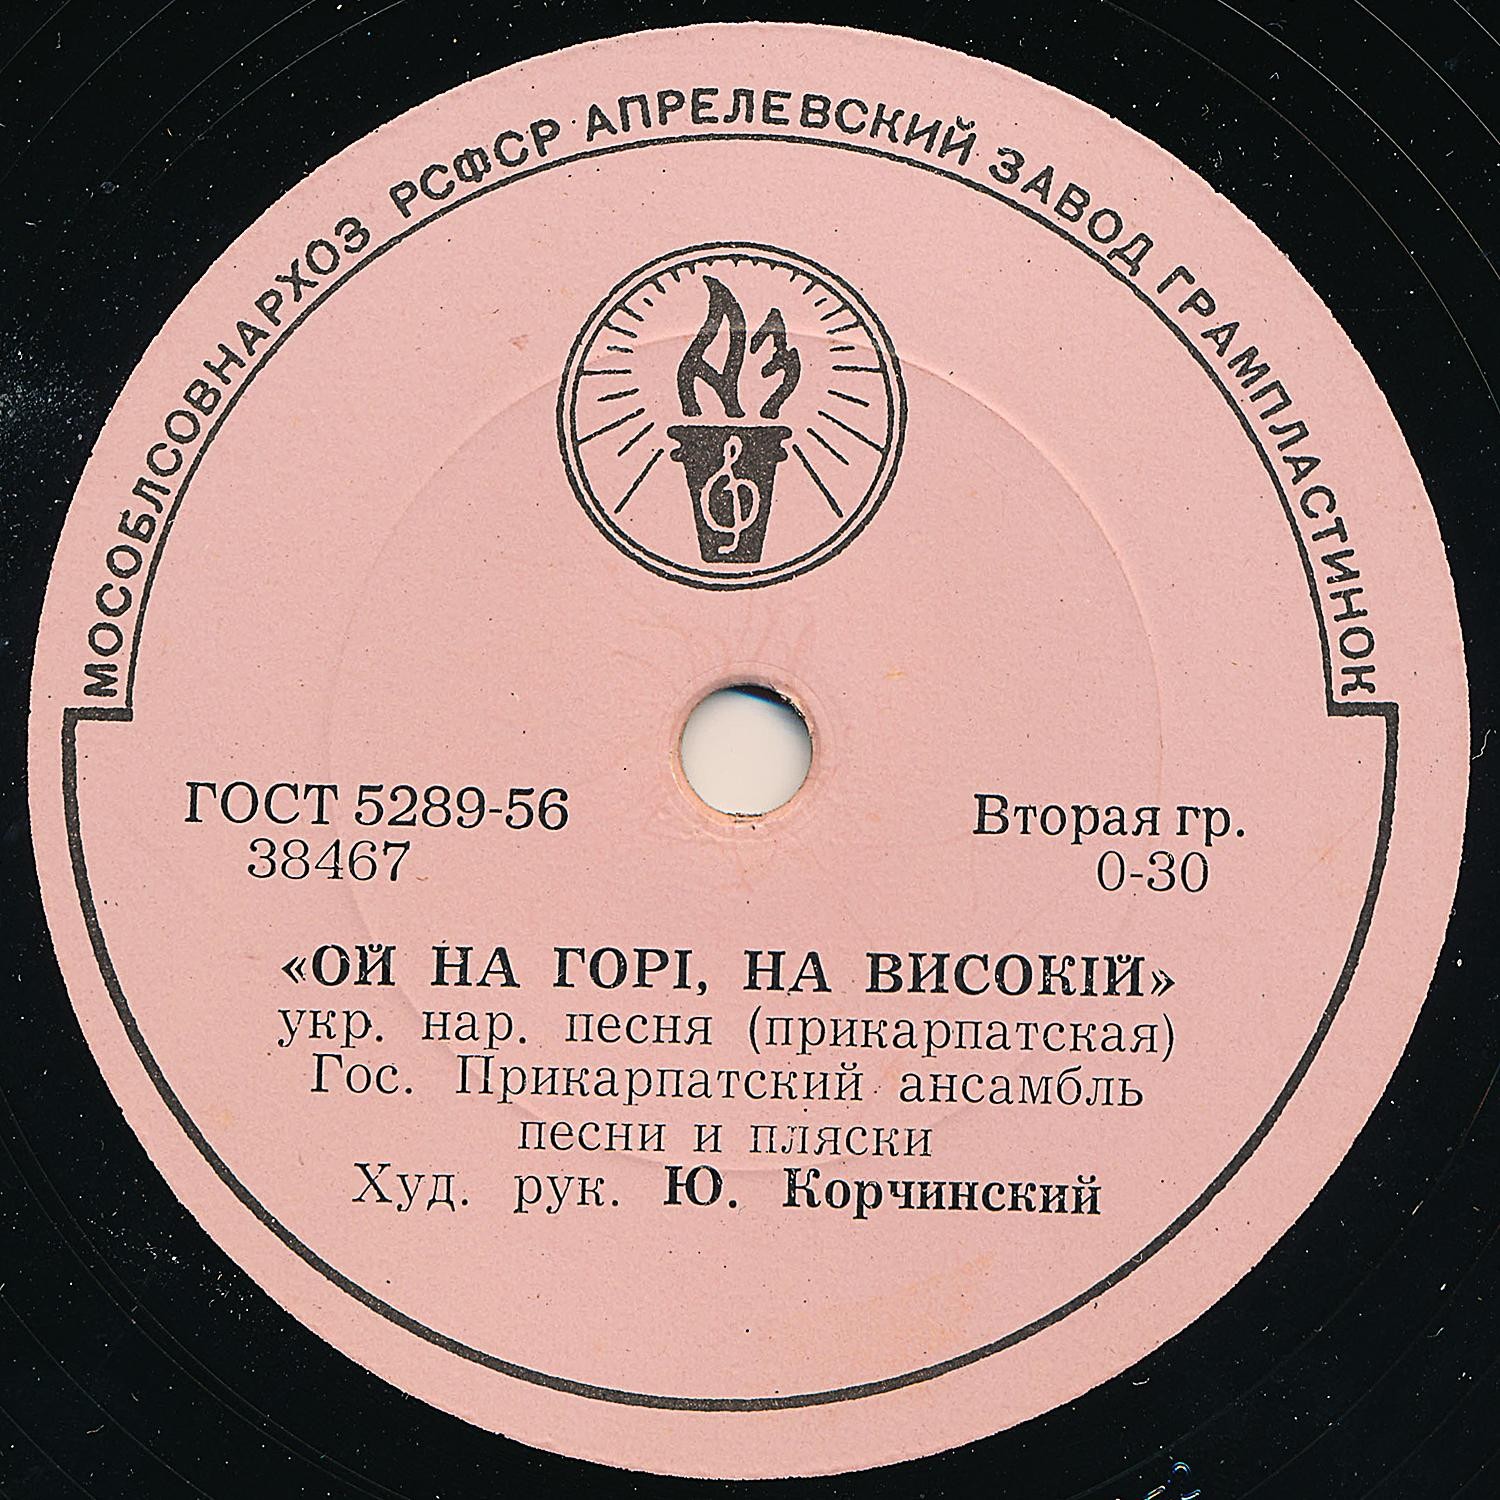 МОСОБЛСОВНАРХОЗ РСФСР АПРЕЛЕВСКИЙ ЗАВОД ГРАМПЛАСТИНОК
АЗ
ГОСТ 5289-56
38467
Вторая гр.
0-30
«ОЙ НА ГОРІ, НА ВИСОКІЙ»
укр. нар. песня (прикарпатская)
Гос. Прикарпатский ансамбль
песни и пляски
Худ. рук. Ю. Корчинский